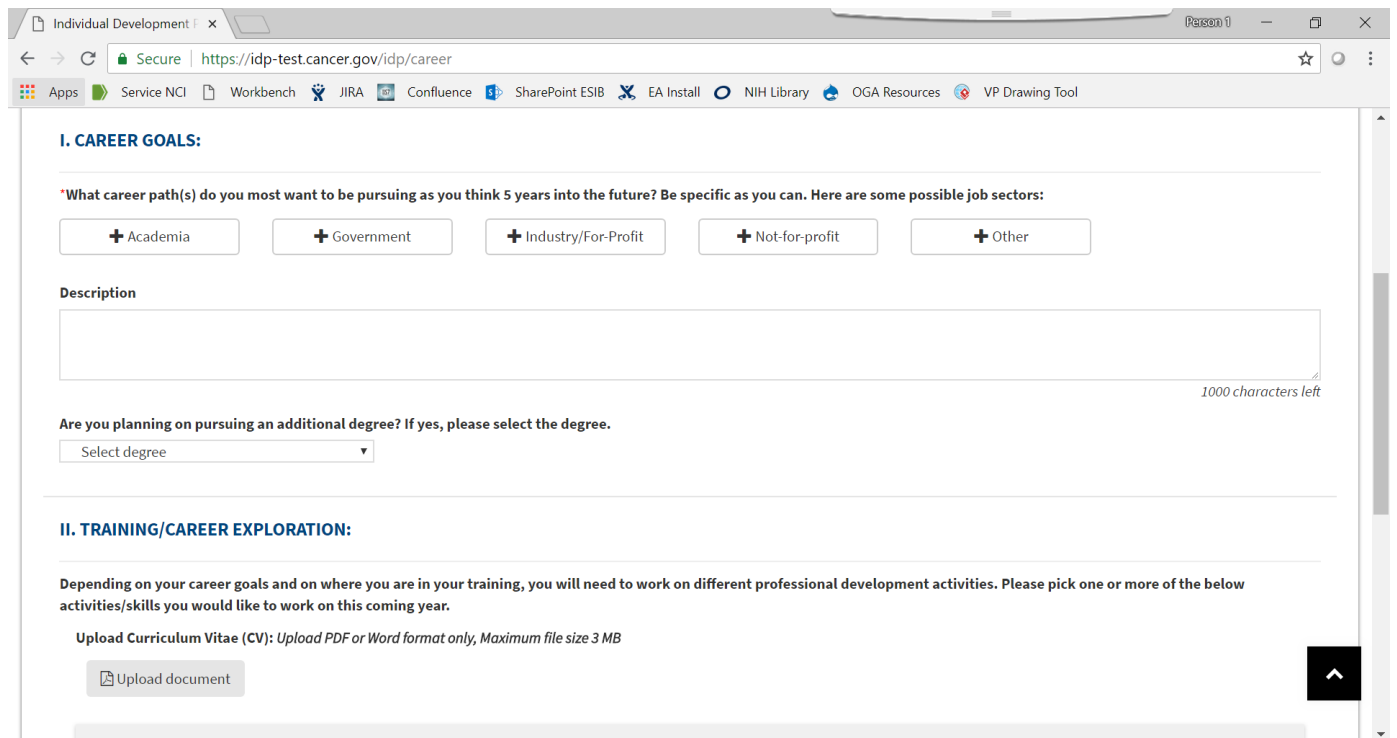 Individual Development P
Person 1
Secure | https://idp-test.cancer.gov/idp/career
Apps Service NCI Workbench JIRA Confluence SharePoint ESIB EA Install NIH Library OGA Resources VP Drawing Tool
I. CAREER GOALS:
*What career path(s) do you most want to be pursuing as you think 5 years into the future? Be specific as you can. Here are some possible job sectors:
+ Academia + Government + Industry/For-Profit + Not-for-profit + Other
Description
1000 characters left
Are you planning on pursuing an additional degree? If yes, please select the degree.
Select degree
II. TRAINING/CAREER EXPLORATION:
Depending on your career goals and on where you are in your training, you will need to work on different professional development activities. Please pick one or more of the below
activities/skills you would like to work on this coming year.
Upload Curriculum Vitae (CV): Upload PDF or Word format only, Maximum file size 3 MB
Upload document